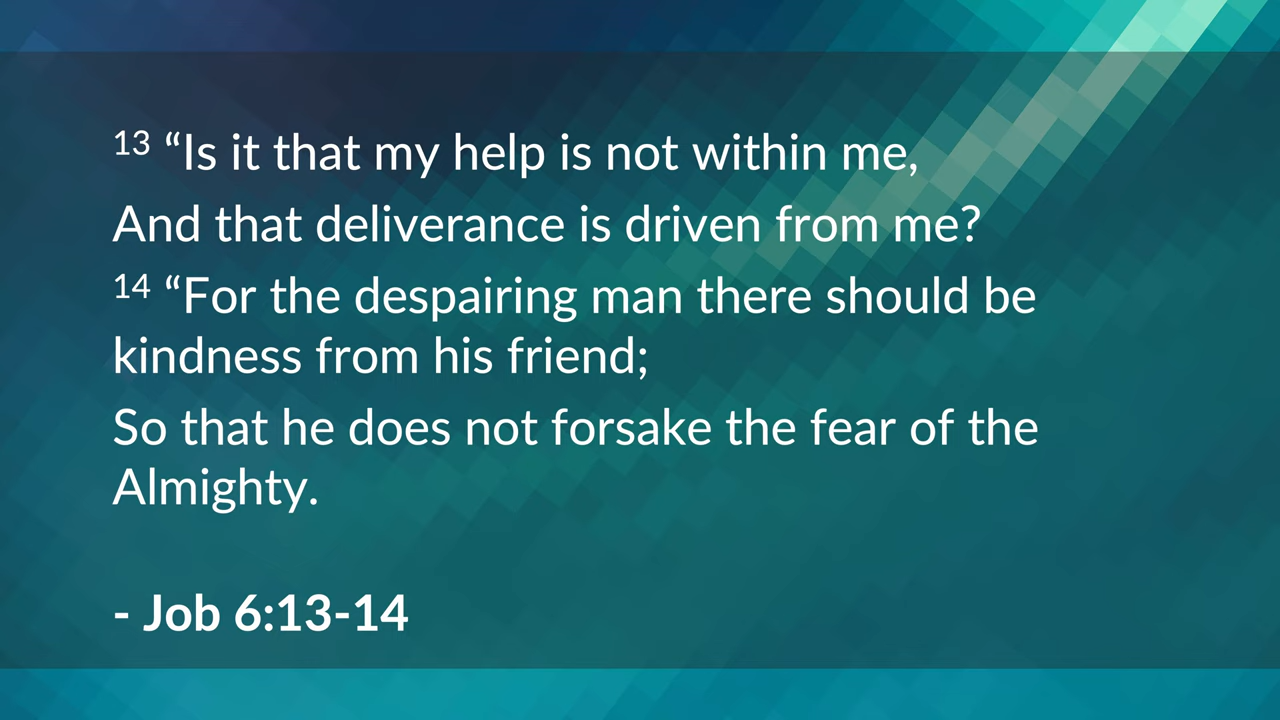 13 “Is it that my help is not within me,
And that deliverance is driven from me?
14 “For the despairing man there should be
kindness from his friend;
So that he does not forsake the fear of the
Almighty.
- Job 6:13-14